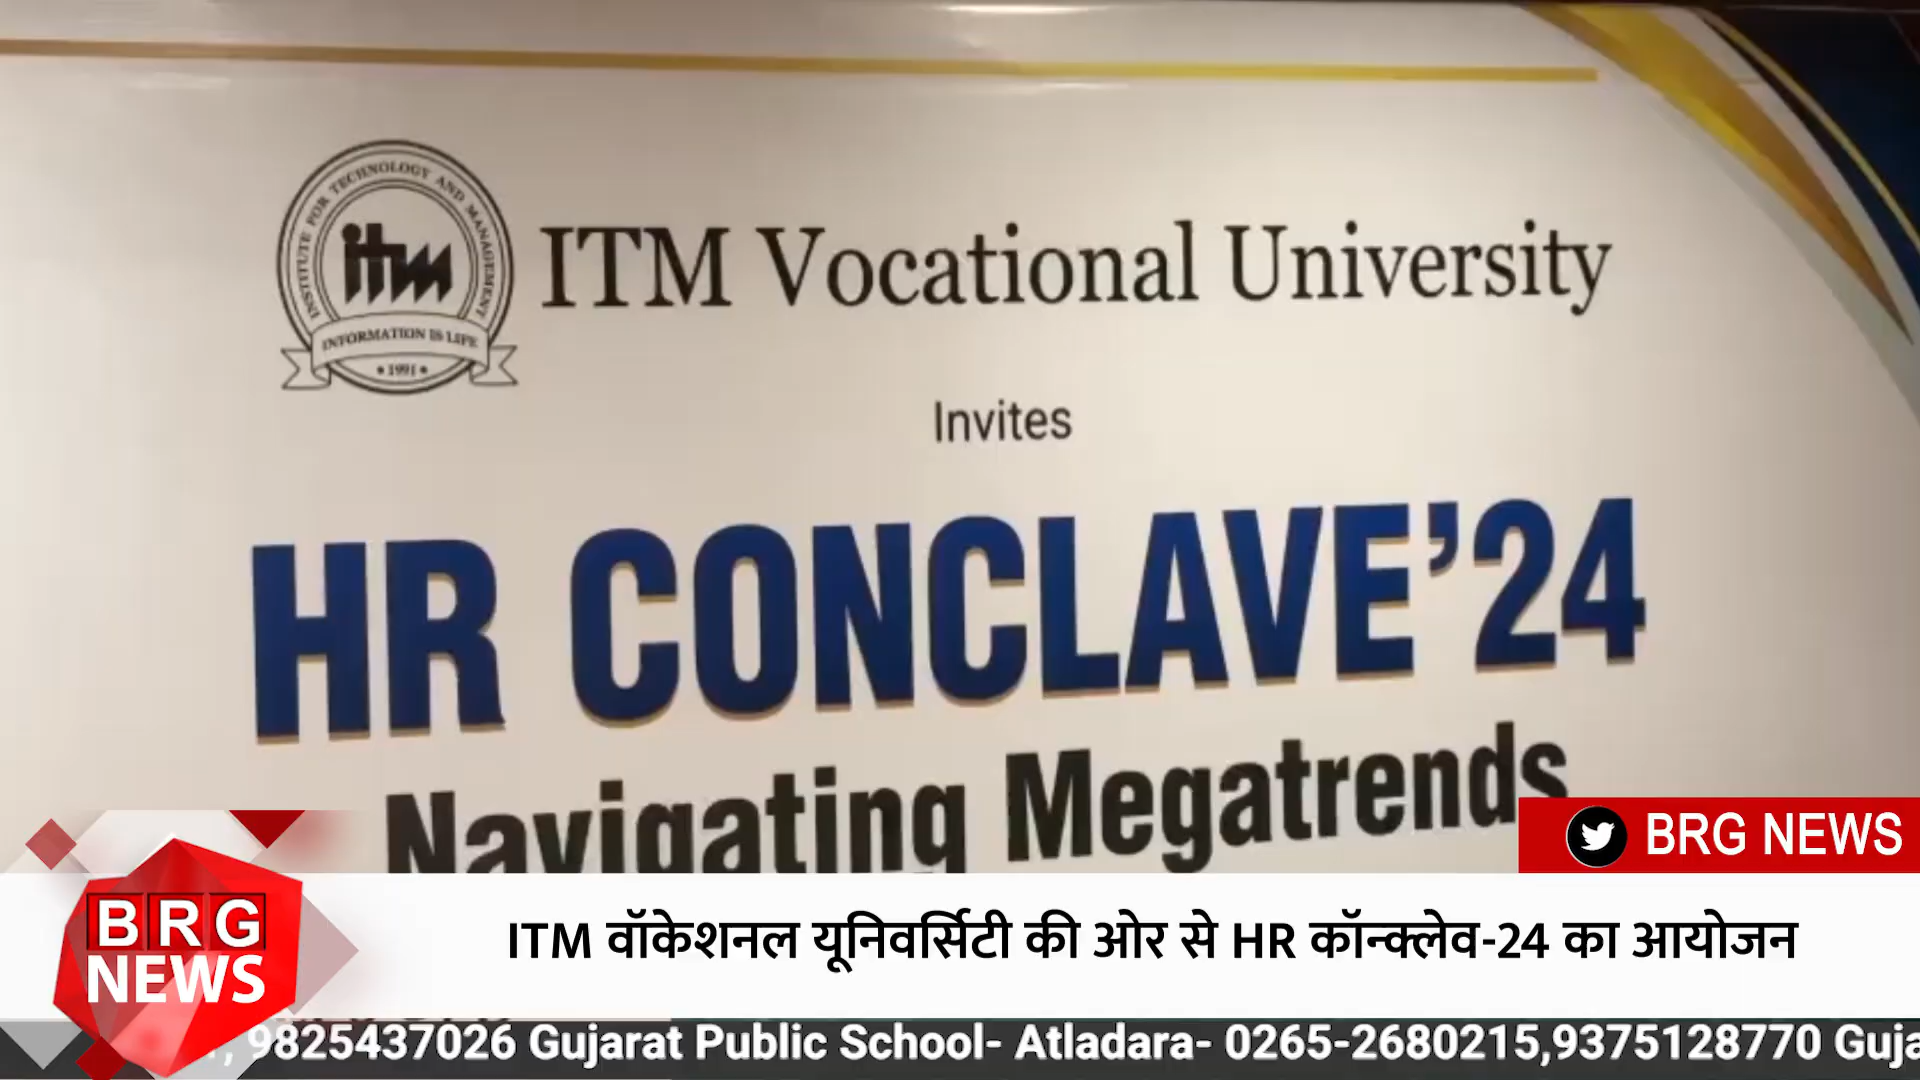 INSTITUTE FOR TECHNOLOGY AND MANAGEMENT
itm
INFORMATION IS LIFE
1991
ITM Vocational University
Invites
HR CONCLAVE’24
Navigating Megatrends
BRG NEWS
BRG
NEWS
ITM वॉकेशनल यूनिवर्सिटी की ओर से HR कॉन्क्लेव-24 का आयोजन
, 9825437026 Gujarat Public School- Atladara- 0265-2680215,9375128770 Guja